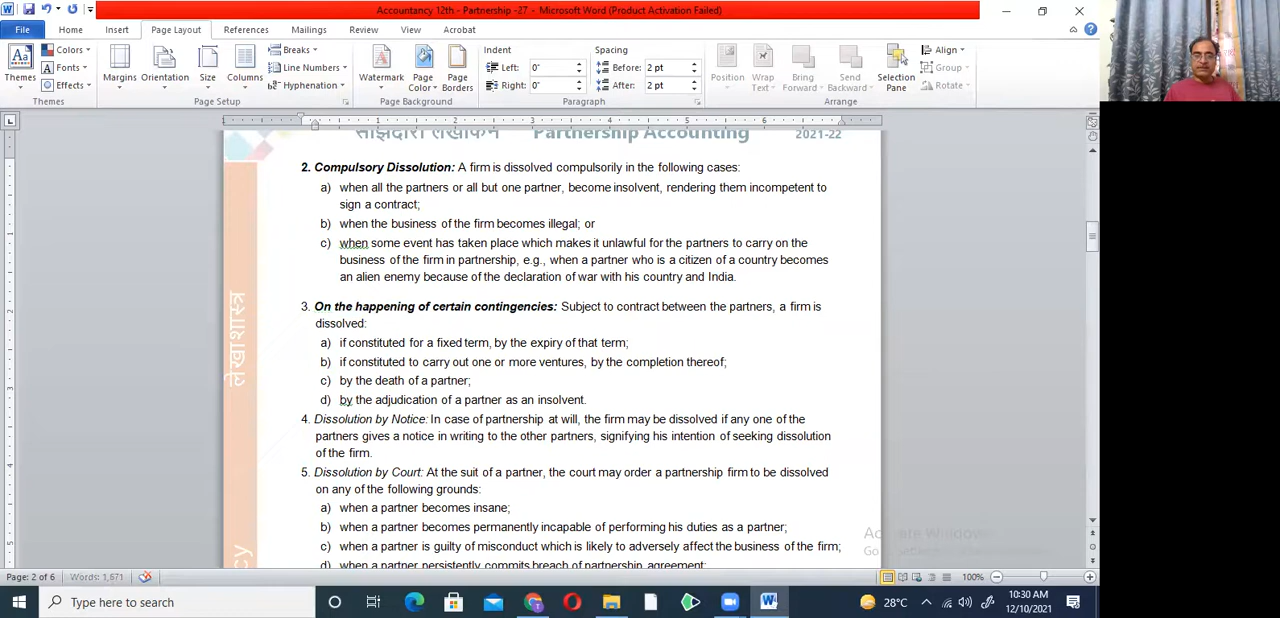 Accountancy 12th - Partnership -27 - Microsoft Word (Product Activation Failed)
File Home Insert Page Layout References Mailings Review View Acrobat
Themes Colors Fonts Effects Margins Orientation Size Columns Breaks Line Numbers Hyphenation Watermark Page Color Page Borders Indent Left: 0" Right: 0" Spacing Before: 2 pt After: 2 pt Position Wrap Text Bring Forward Send Backward Selection Pane Align Group Rotate
Themes Page Setup Page Background Paragraph Arrange
साझेदारी लेखांकन Partnership Accounting 2021-22
2. Compulsory Dissolution: A firm is dissolved compulsorily in the following cases:
a) when all the partners or all but one partner, become insolvent, rendering them incompetent to
sign a contract;
b) when the business of the firm becomes illegal; or
c) when some event has taken place which makes it unlawful for the partners to carry on the
business of the firm in partnership, e.g., when a partner who is a citizen of a country becomes
an alien enemy because of the declaration of war with his country and India.
3. On the happening of certain contingencies: Subject to contract between the partners, a firm is
dissolved:
a) if constituted for a fixed term, by the expiry of that term;
b) if constituted to carry out one or more ventures, by the completion thereof;
c) by the death of a partner;
d) by the adjudication of a partner as an insolvent.
4. Dissolution by Notice: In case of partnership at will, the firm may be dissolved if any one of the
partners gives a notice in writing to the other partners, signifying his intention of seeking dissolution
of the firm.
5. Dissolution by Court: At the suit of a partner, the court may order a partnership firm to be dissolved
on any of the following grounds:
a) when a partner becomes insane;
b) when a partner becomes permanently incapable of performing his duties as a partner;
c) when a partner is guilty of misconduct which is likely to adversely affect the business of the firm;
d) when a partner persistently commits breach of partnership agreement;
लेखाशास्त्र
cy
Activate Windows
Page: 2 of 6 Words: 1,571 100%
Type here to search
28°C 10:30 AM
12/10/2021